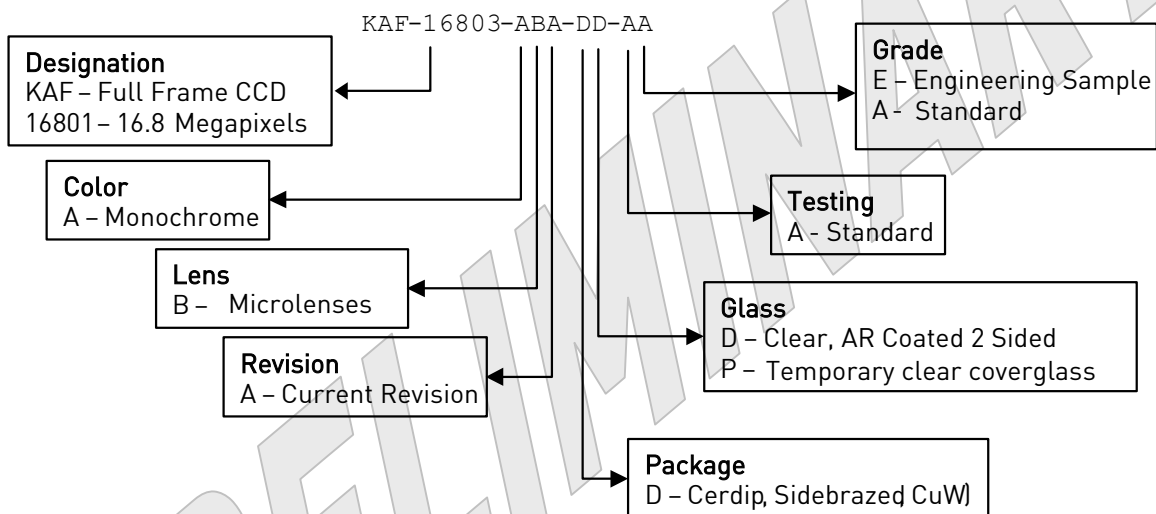 KAF-16803-ABA-DD-AA
Designation
KAF – Full Frame CCD
16801 – 16.8 Megapixels
Color
A – Monochrome
Lens
B – Microlenses
Revision
A – Current Revision
Grade
E – Engineering Sample
A - Standard
Testing
A - Standard
Glass
D – Clear, AR Coated 2 Sided
P – Temporary clear coverglass
Package
D – Cerdip, Sidebrazed, CuW)